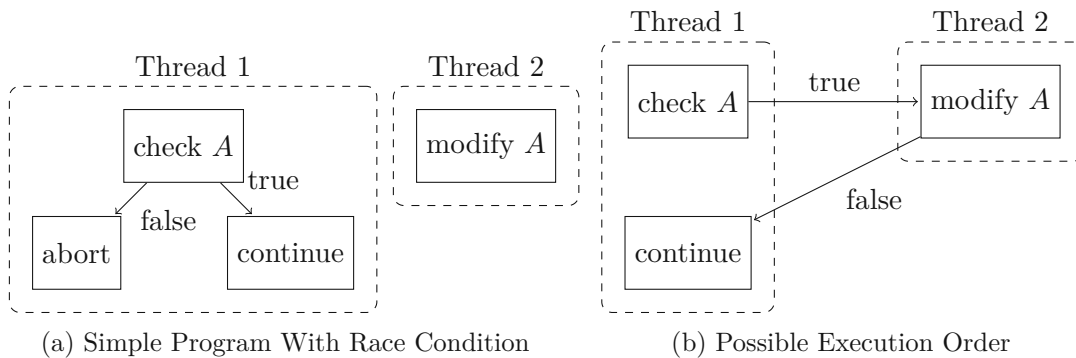 Thread 1
Thread 2
check A
modify A
true
false
abort
continue
(a) Simple Program With Race Condition
Thread 1
Thread 2
check A
true
modify A
false
continue
(b) Possible Execution Order